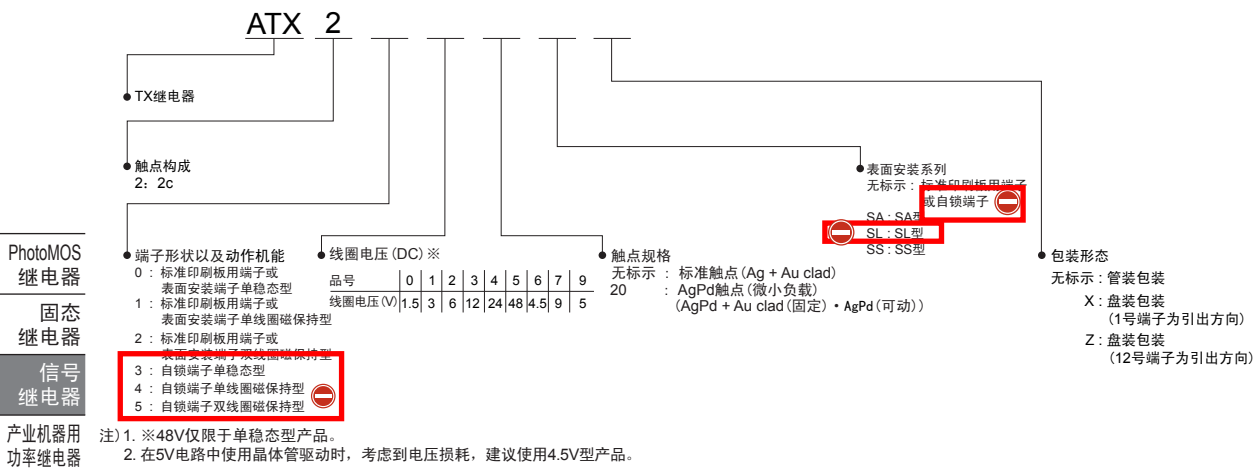 ATX 2
TX继电器
触点构成
2：2c
端子形状以及动作机能
0 ：标准印刷板用端子或
表面安装端子单稳态型
1 ：标准印刷板用端子或
表面安装端子单线圈磁保持型
2 ：标准印刷板用端子或
表面安装端子双线圈磁保持型
3 ：自锁端子单稳态型
4 ：自锁端子单线圈磁保持型
5 ：自锁端子双线圈磁保持型
线圈电压(DC)※
品号 0 1 2 3 4 5 6 7 9
线圈电压(V) 1.5 3 6 12 24 48 4.5 9 5
触点规格
无标示 ：标准触点(Ag + Au clad)
20 ：AgPd触点(微小负载)
(AgPd + Au clad(固定)・AgPd(可动))
表面安装系列
无标示：标准印刷板用端子
或自锁端子
SA : SA型
SL : SL型
SS : SS型
包装形态
无标示：管装包装
X：盘装包装
(1号端子为引出方向)
Z：盘装包装
(12号端子为引出方向)
PhotoMOS
继电器
固态
继电器
信号
继电器
产业机器用
功率继电器
注)1. ※48V仅限于单稳态型产品。
2. 在5V电路中使用晶体管驱动时，考虑到电压损耗，建议使用4.5V型产品。